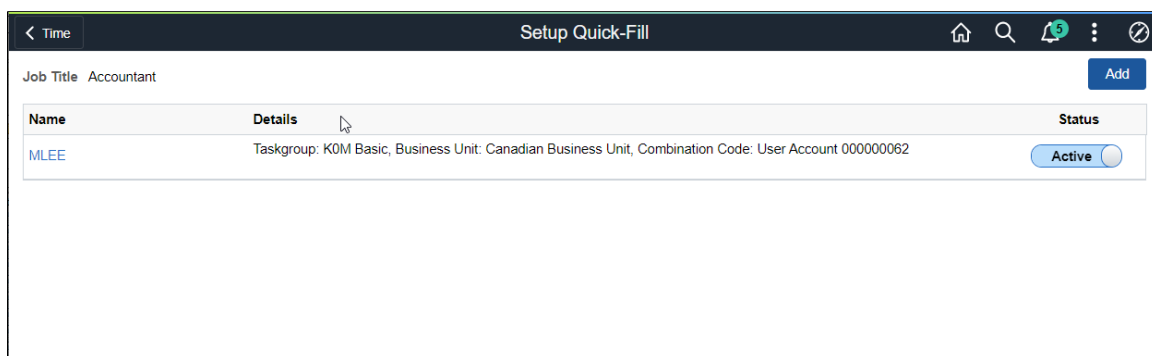 Time
Setup Quick-Fill
5
Job Title Accountant
Add
Name Details Status
MLEE Taskgroup: K0M Basic, Business Unit: Canadian Business Unit, Combination Code: User Account 000000062 Active